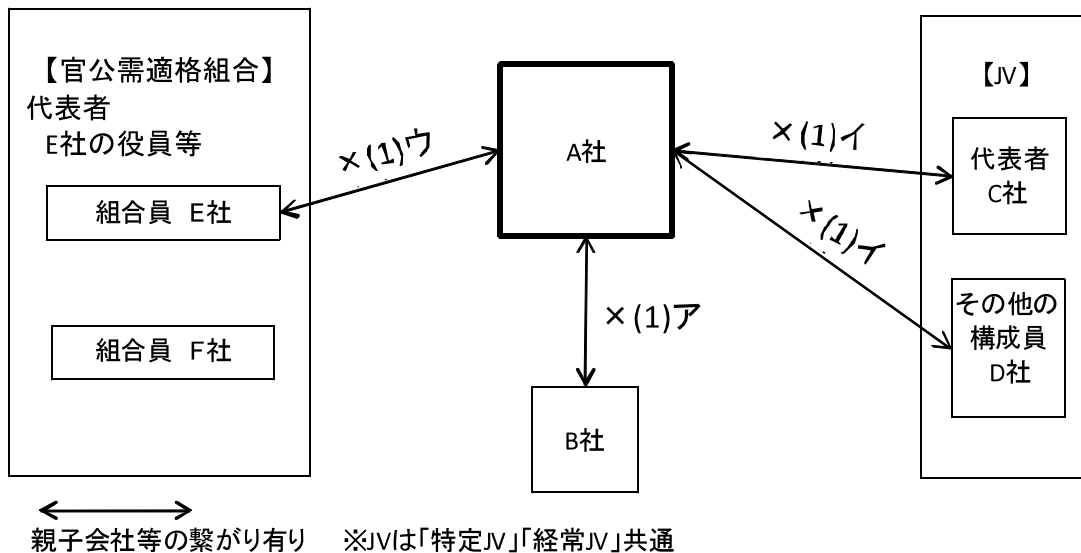 【官公需適格組合】
代表者
E社の役員等
組合員 E社
組合員 F社
×(1)ウ
A社
×(1)ア
B社
×(1)イ
×(1)イ
【JV】
代表者
C社
その他の
構成員
D社
親子会社等の繋がり有り ※JVは「特定JV」「経常JV」共通